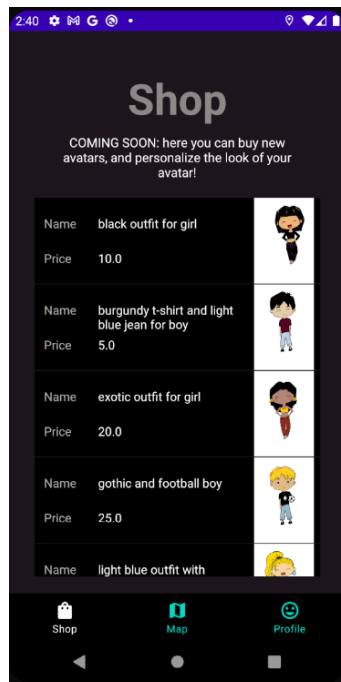 2:40
Shop
COMING SOON: here you can buy new
avatars, and personalize the look of your
avatar!
Name black outfit for girl
Price 10.0
Name burgundy t-shirt and light
blue jean for boy
Price 5.0
Name exotic outfit for girl
Price 20.0
Name gothic and football boy
Price 25.0
Name light blue outfit with
Shop Map Profile